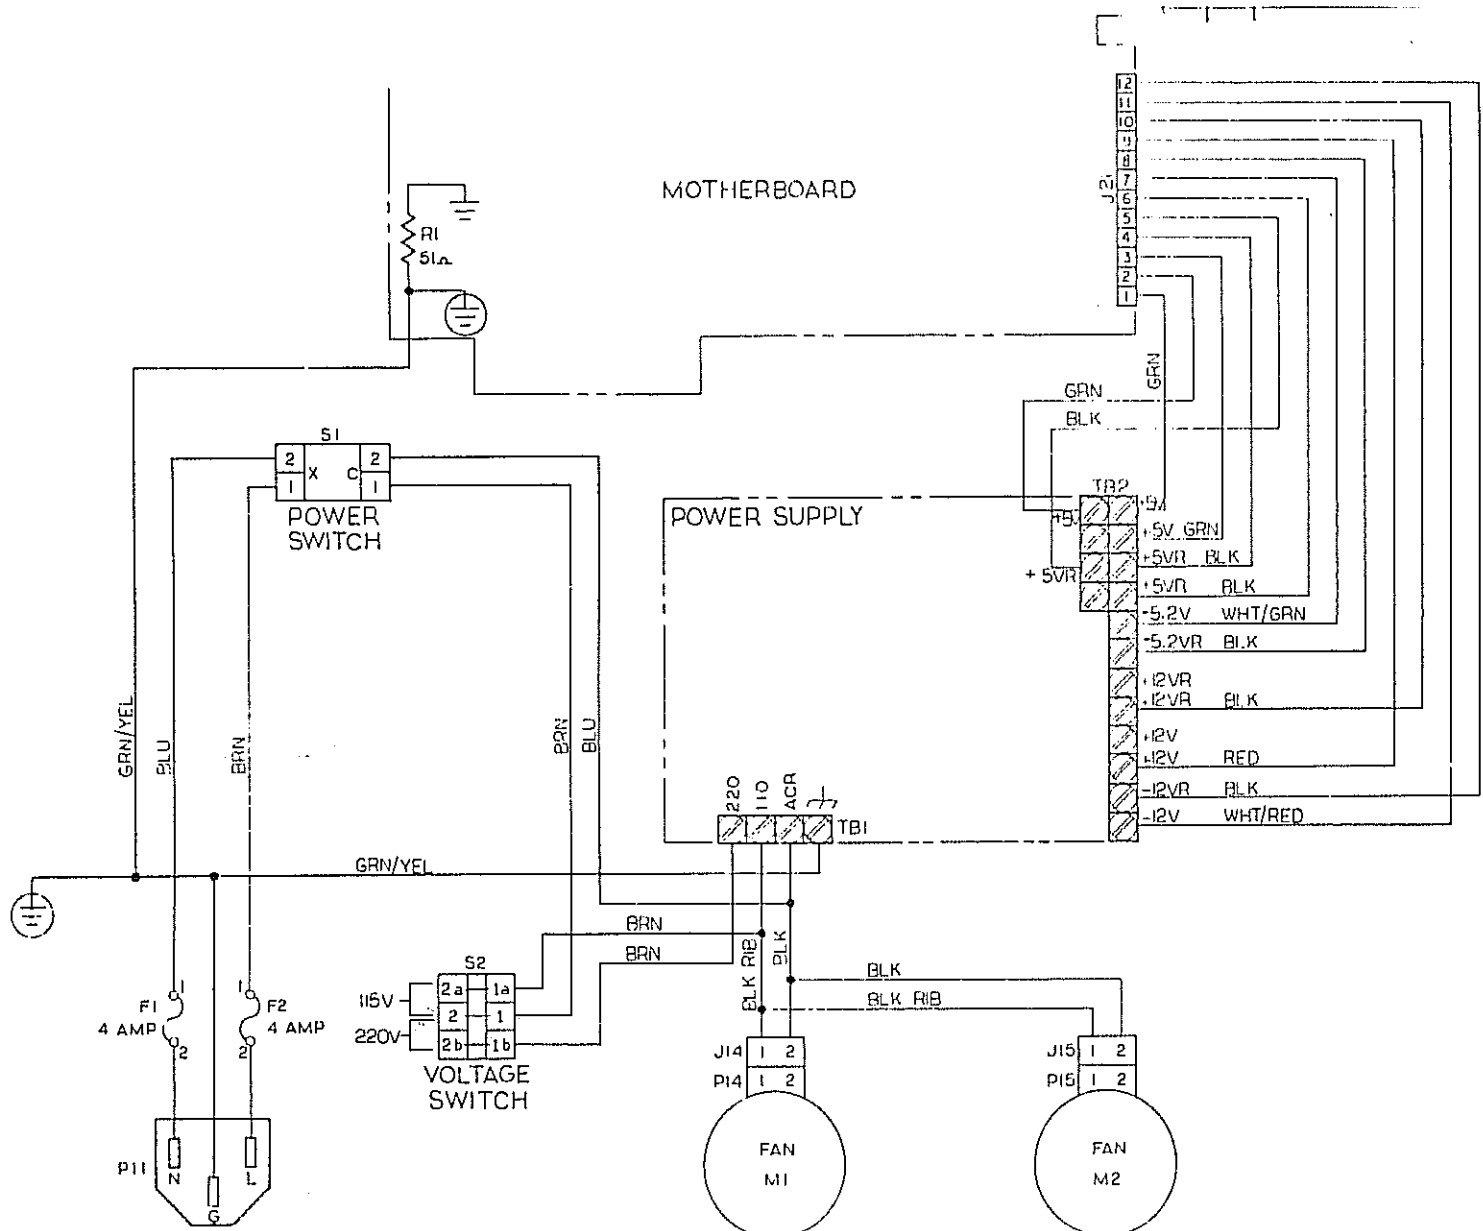 12
11
10
9
8
7
6
5
4
3
2
1
J21
MOTHERBOARD
R1
51Ω
GRN
GRN
BLK
S1
2 X C 2
1 1
POWER
SWITCH
POWER SUPPLY
TB2
+5V
+5V
+5V GRN
+5VR BLK
+5VR
+5VR BLK
-5.2V WHT/GRN
-5.2VR BLK
+12VR
+12VR BLK
+12V
+12V RED
-12VR BLK
-12V WHT/RED
GRN/YEL
BLU
BRN
BRN
BLU
220
110
ACR
TB1
GRN/YEL
BRN
BRN
BLK RIB
BLK
BLK
BLK RIB
S2
2a 1a
115V
2 1
220V
2b 1b
VOLTAGE
SWITCH
F1
4 AMP
1
2
F2
4 AMP
1
2
J14 1 2
P14 1 2
FAN
M1
J15 1 2
P15 1 2
FAN
M2
P11
N
G
L